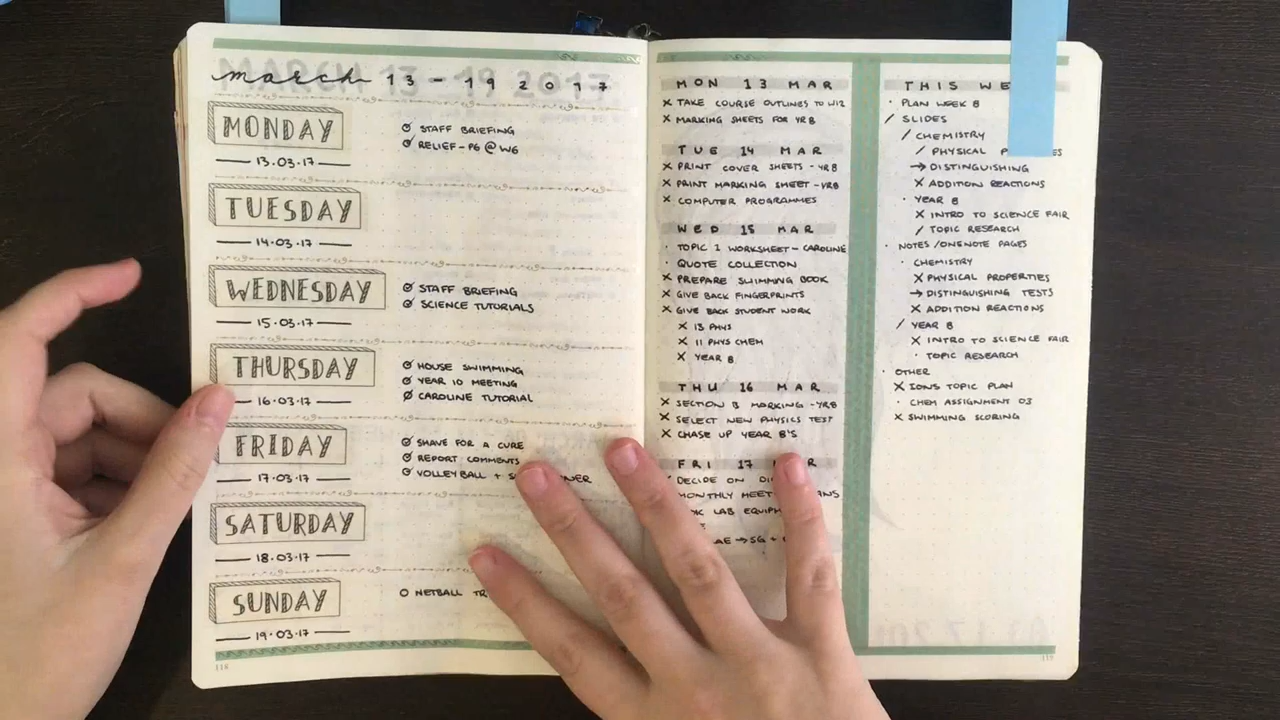 march 13 - 19 2017
MONDAY
13.03.17
STAFF BRIEFING
RELIEF - P6 @ W6
TUESDAY
14.03.17
WEDNESDAY
15.03.17
STAFF BRIEFING
SCIENCE TUTORIALS
THURSDAY
16.03.17
HOUSE SWIMMING
YEAR 10 MEETING
CAROLINE TUTORIAL
FRIDAY
17.03.17
SHAVE FOR A CURE
REPORT COMMENTS
VOLLEYBALL +
SATURDAY
18.03.17
SUNDAY
19.03.17
NETBALL
116
MON 13 MAR
X TAKE COURSE OUTLINES TO W12
X MARKING SHEETS FOR YR8
TUE 14 MAR
X PRINT COVER SHEETS - YR8
X PRINT MARKING SHEET - YR8
X COMPUTER PROGRAMMES
WED 15 MAR
· TOPIC 2 WORKSHEET - CAROLINE
· QUOTE COLLECTION
X PREPARE SWIMMING BOOK
X GIVE BACK FINGERPRINTS
X GIVE BACK STUDENT WORK
X 13 PHYS
X 11 PHYS CHEM
X YEAR 8
THU 16 MAR
X SECTION B MARKING - YR8
X SELECT NEW PHYSICS TEST
X CHASE UP YEAR 8'S
FRI 17 R
DECIDE ON
MONTHLY
LAB
→ SG +
THIS
· PLAN WEEK 8
/ SLIDES
/ CHEMISTRY
/ PHYSICAL
→ DISTINGUISHING
X ADDITION REACTIONS
· YEAR 8
X INTRO TO SCIENCE FAIR
/ TOPIC RESEARCH
· NOTES / ONENOTE PAGES
· CHEMISTRY
X PHYSICAL PROPERTIES
→ DISTINGUISHING TESTS
X ADDITION REACTIONS
/ YEAR 8
X INTRO TO SCIENCE FAIR
· TOPIC RESEARCH
· OTHER
X IONS TOPIC PLAN
· CHEM ASSIGNMENT 03
X SWIMMING SCORING